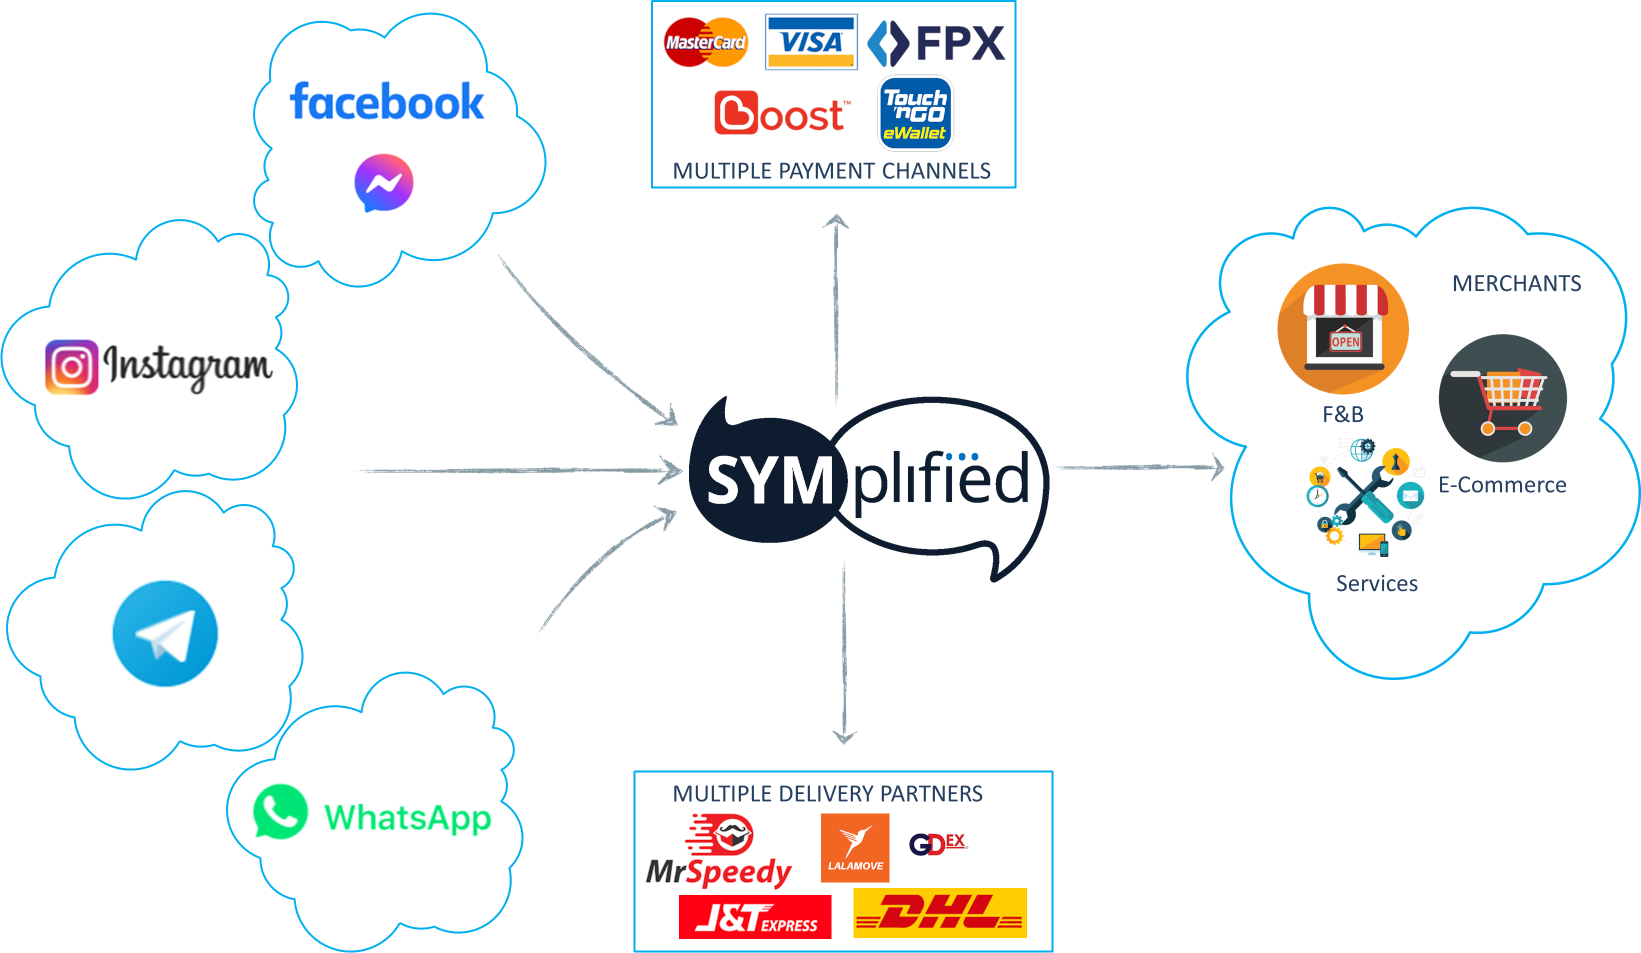 facebook
Instagram
WhatsApp
MasterCard
VISA
FPX
Boost™
Touch
'nGO
eWallet
MULTIPLE PAYMENT CHANNELS
SYMplified
MULTIPLE DELIVERY PARTNERS
MrSpeedy
LALAMOVE
GDEX
J&T EXPRESS
DHL
MERCHANTS
OPEN
F&B
E-Commerce
Services